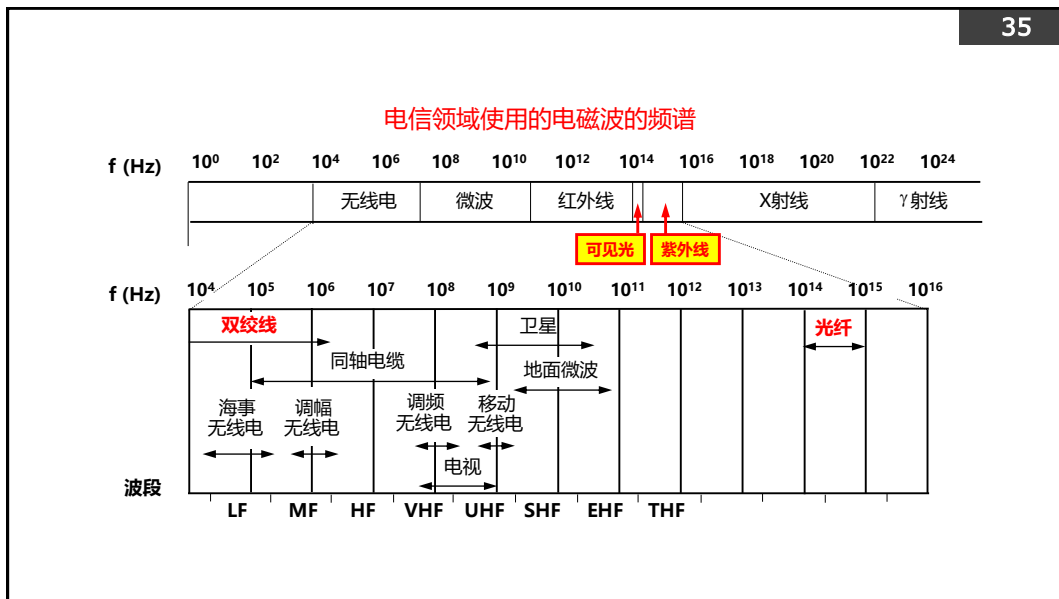 35
电信领域使用的电磁波的频谱
f (Hz) 10⁰ 10² 10⁴ 10⁶ 10⁸ 10¹⁰ 10¹² 10¹⁴ 10¹⁶ 10¹⁸ 10²⁰ 10²² 10²⁴
无线电 微波 红外线 X射线 γ射线
可见光 紫外线
f (Hz) 10⁴ 10⁵ 10⁶ 10⁷ 10⁸ 10⁹ 10¹⁰ 10¹¹ 10¹² 10¹³ 10¹⁴ 10¹⁵ 10¹⁶
双绞线 卫星 光纤
同轴电缆 地面微波
海事 调幅 调频 移动
无线电 无线电 无线电 无线电
电视
波段
LF MF HF VHF UHF SHF EHF THF